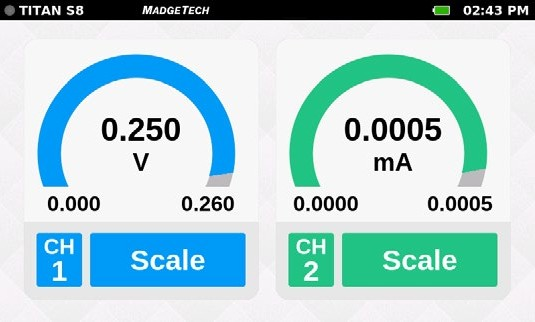 TITAN S8 MADGETECH 02:43 PM
0.250
V
0.000 0.260
CH
1
Scale
0.0005
mA
0.0000 0.0005
CH
2
Scale